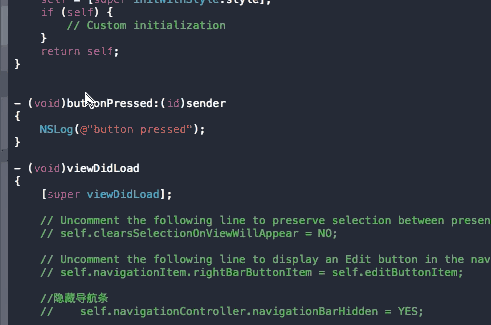 self = [super initWithStyle:style];
if (self) {
// Custom initialization
}
return self;
}
- (void)buttonPressed:(id)sender
{
NSLog(@"button pressed");
}
- (void)viewDidLoad
{
[super viewDidLoad];
// Uncomment the following line to preserve selection between presen
// self.clearsSelectionOnViewWillAppear = NO;
// Uncomment the following line to display an Edit button in the nav
// self.navigationItem.rightBarButtonItem = self.editButtonItem;
//隐藏导航条
// self.navigationController.navigationBarHidden = YES;